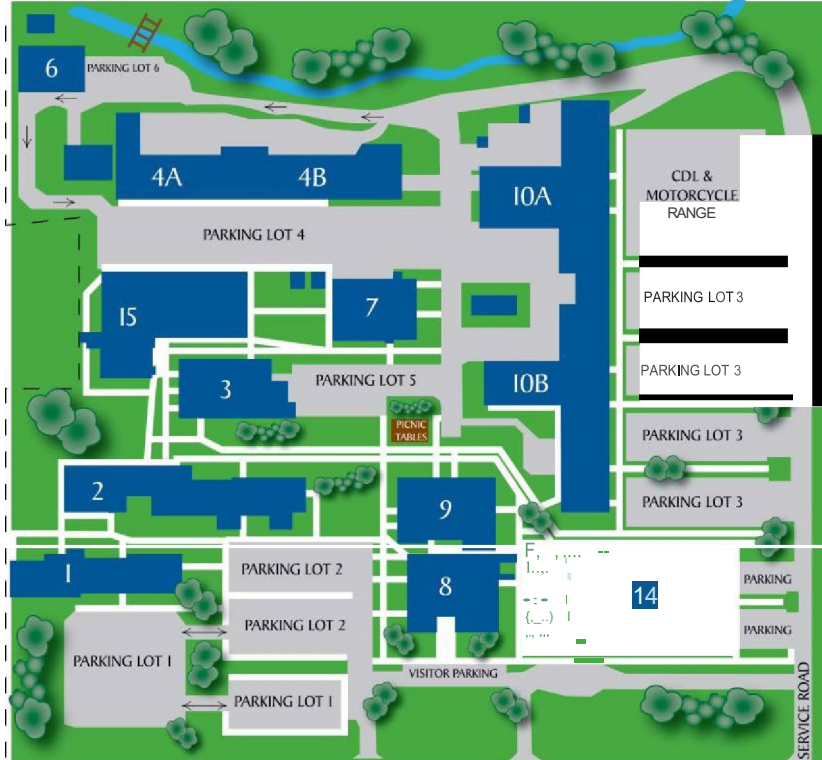 6
PARKING LOT 6
4A
4B
10A
CDL &
MOTORCYCLE
RANGE
PARKING LOT 4
15
7
PARKING LOT 3
3
PARKING LOT 5
10B
PARKING LOT 3
PICNIC
TABLES
PARKING LOT 3
2
9
PARKING LOT 3
1
PARKING LOT 2
8
14
PARKING
PARKING LOT 2
PARKING
PARKING LOT 1
VISITOR PARKING
PARKING LOT 1
SERVICE ROAD